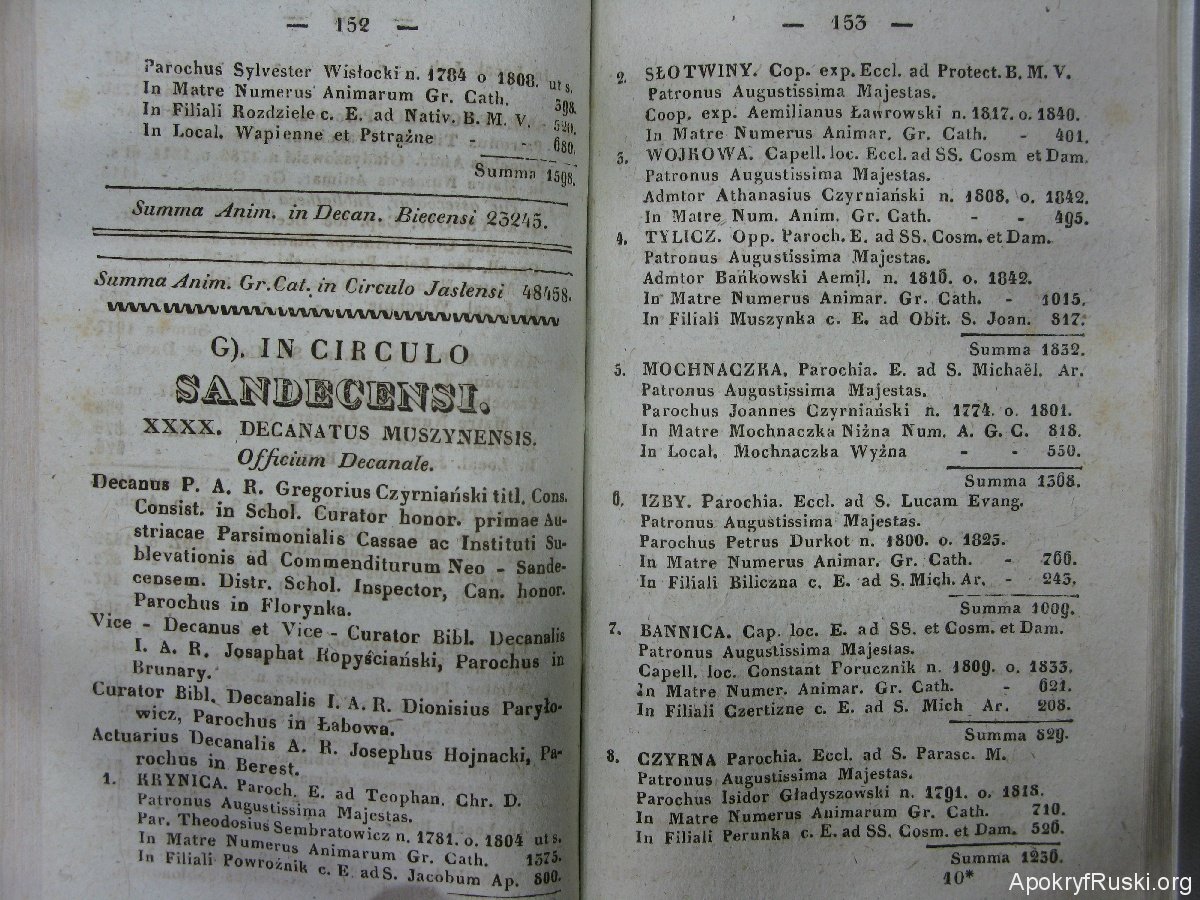 — 152 —
Parochus Sylvester Wisłocki n. 1784 o 1808. ut s.
In Matre Numerus Animarum Gr. Cath. 398.
In Filiali Rozdziele c. E. ad Nativ. B. M. V. - 520.
In Local. Wapienne et Pstrążne - - 680.
Summa 1598.
Summa Anim. in Decan. Biecensi 23245.
Summa Anim. Gr. Cat. in Circulo Jaslensi 48458.
G). IN CIRCULO
SANDECENSI.
XXXX. DECANATUS MUSZYNENSIS.
Officium Decanale.
Decanus P. A. R. Gregorius Czyrniański titl. Cons.
Consist. in Schol. Curator honor. primae Au-
striacae Parsimonialis Cassae ac Instituti Su-
blevationis ad Commenditurum Neo - Sande-
censem. Distr. Schol. Inspector, Can. honor.
Parochus in Florynka.
Vice - Decanus et Vice - Curator Bibl. Decanalis
I. A. R. Josaphat Kopyściański, Parochus in
Brunary.
Curator Bibl. Decanalis I. A. R. Dionisius Paryło-
wicz, Parochus in Łabowa.
Actuarius Decanalis A. R. Josephus Hojnacki, Pa-
rochus in Berest.
1. KRYNICA. Paroch. E. ad Teophan. Chr. D.
Patronus Augustissima Majestas.
Par. Theodosius Sembratowicz n. 1781. o. 1804 ut s.
In Matre Numerus Animarum Gr. Cath. 1375.
In Filiali Powroźnik c. E. ad S. Jacobum Ap. 800.
— 153 —
2. SŁOTWINY. Cop. exp. Eccl. ad Protect. B. M. V.
Patronus Augustissima Majestas.
Coop. exp. Aemilianus Ławrowski n. 1817. o. 1840.
In Matre Numerus Animar. Gr. Cath. - 401.
3. WOJKOWA. Capell. loc. Eccl. ad SS. Cosm et Dam.
Patronus Augustissima Majestas.
Admtor Athanasius Czyrniański n. 1808. o. 1842.
In Matre Num. Anim. Gr. Cath. - - 495.
4. TYLICZ. Opp. Paroch. E. ad SS. Cosm. et Dam.
Patronus Augustissima Majestas.
Admtor Bańkowski Aemil. n. 1816. o. 1842.
In Matre Numerus Animar. Gr. Cath. - 1015.
In Filiali Muszynka c. E. ad Obit. S. Joan. 817.
Summa 1832.
5. MOCHNACZKA. Parochia. E. ad S. Michaël. Ar.
Patronus Augustissima Majestas.
Parochus Joannes Czyrniański n. 1774. o. 1801.
In Matre Mochnaczka Niżna Num. A. G. C. 818.
In Local. Mochnaczka Wyżna - - 550.
Summa 1368.
6. IZBY. Parochia. Eccl. ad S. Lucam Evang.
Patronus Augustissima Majestas.
Parochus Petrus Durkot n. 1800. o. 1825.
In Matre Numerus Animar. Gr. Cath - 766.
In Filiali Biliczna c. E. ad S. Mich. Ar. - 243.
Summa 1009.
7. BANNICA. Cap. loc. E. ad SS. et Cosm. et Dam.
Patronus Augustissima Majestas.
Capell. loc. Constant Porucznik n. 1809. o. 1833.
In Matre Numer. Animar. Gr. Cath. - 621.
In Filiali Czertizne c. E. ad S. Mich Ar. 208.
Summa 829.
8. CZYRNA Parochia. Eccl. ad S. Parasc. M.
Patronus Augustissima Majestas.
Parochus Isidor Gładyszowski n. 1791. o. 1818.
In Matre Numerus Animarum Gr. Cath. 710.
In Filiali Perunka c. E. ad SS. Cosm. et Dam. 526.
Summa 1236.
10*
ApokryfRuski.org